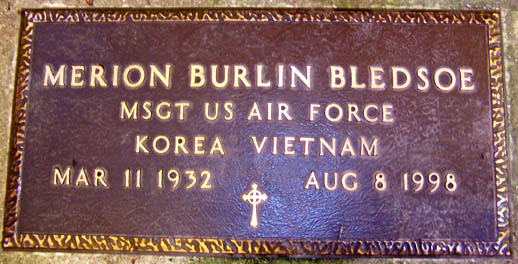 MERION BURLIN BLEDSOE
MSGT US AIR FORCE
KOREA VIETNAM
MAR 11 1932 AUG 8 1998